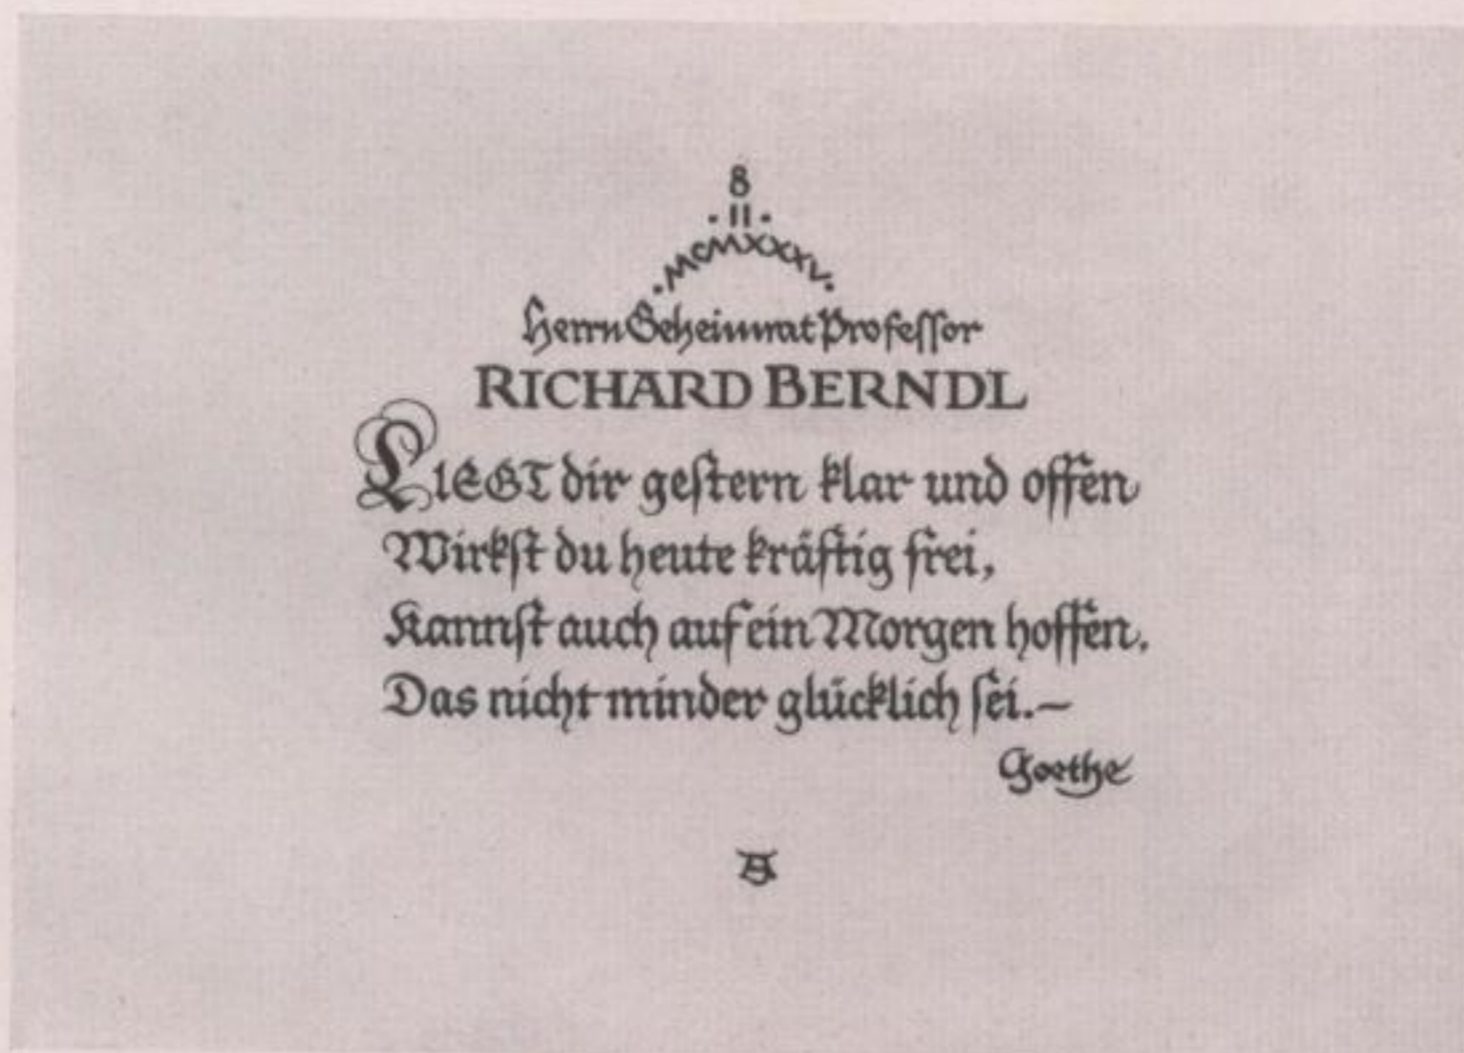 8
·II·
·MCMXXXV·
Herrn Geheimrat Professor
RICHARD BERNDL
LIEGT dir gestern klar und offen
Wirkst du heute kräftig frei,
Kannst auch auf ein Morgen hoffen,
Das nicht minder glücklich sei.—
Goethe